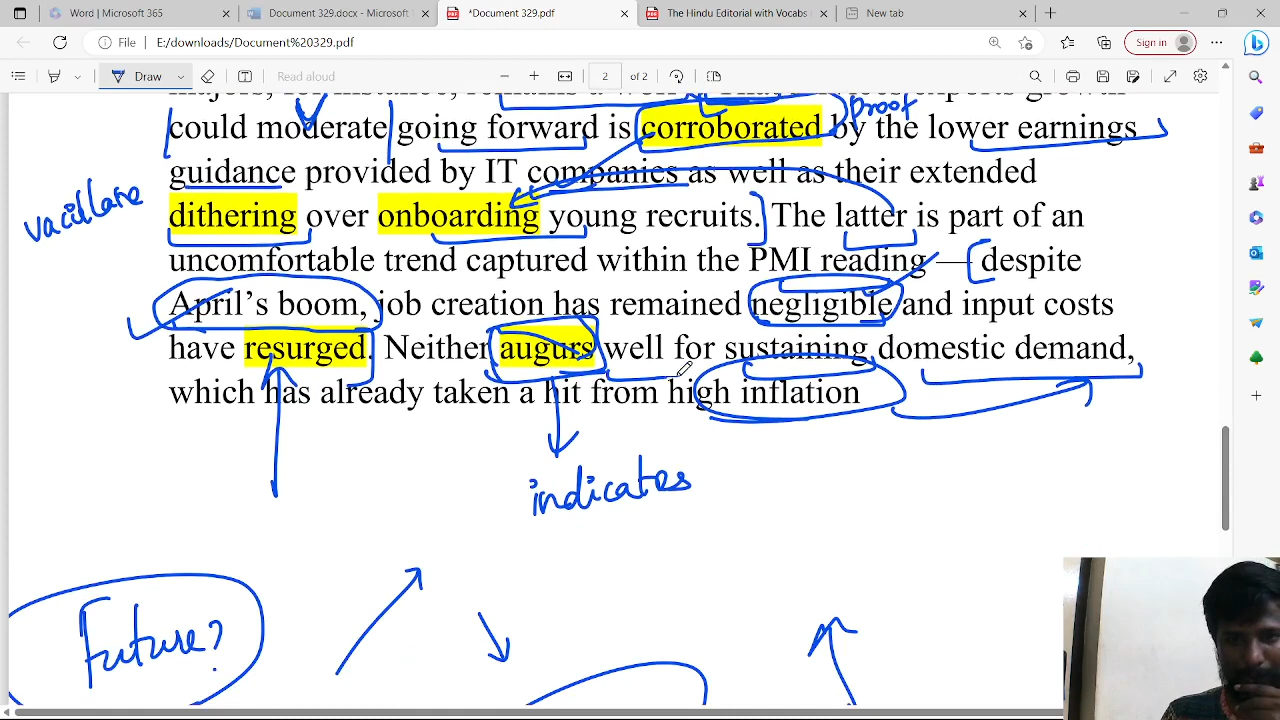 Word | Microsoft 365
Document 329.docx - Microsoft
*Document 329.pdf
The Hindu Editorial with Vocabs
New tab
File
E:/downloads/Document%20329.pdf
Sign in
Draw
Read aloud
2
of 2
proof
could moderate going forward is corroborated by the lower earnings
guidance provided by IT companies as well as their extended
vacillate
dithering over onboarding young recruits. The latter is part of an
uncomfortable trend captured within the PMI reading — despite
April’s boom, job creation has remained negligible and input costs
have resurged. Neither augurs well for sustaining domestic demand,
which has already taken a hit from high inflation
indicates
Future?